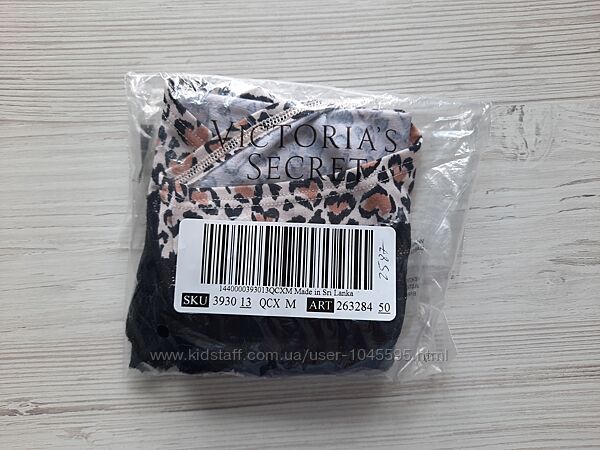 VICTORIA'S
SECRET
2587
1440000393013QCXM Made in Sri Lanka
SKU 3930 13 QCX M ART 263284 50
www.kidstaff.com.ua/user-1045595.html